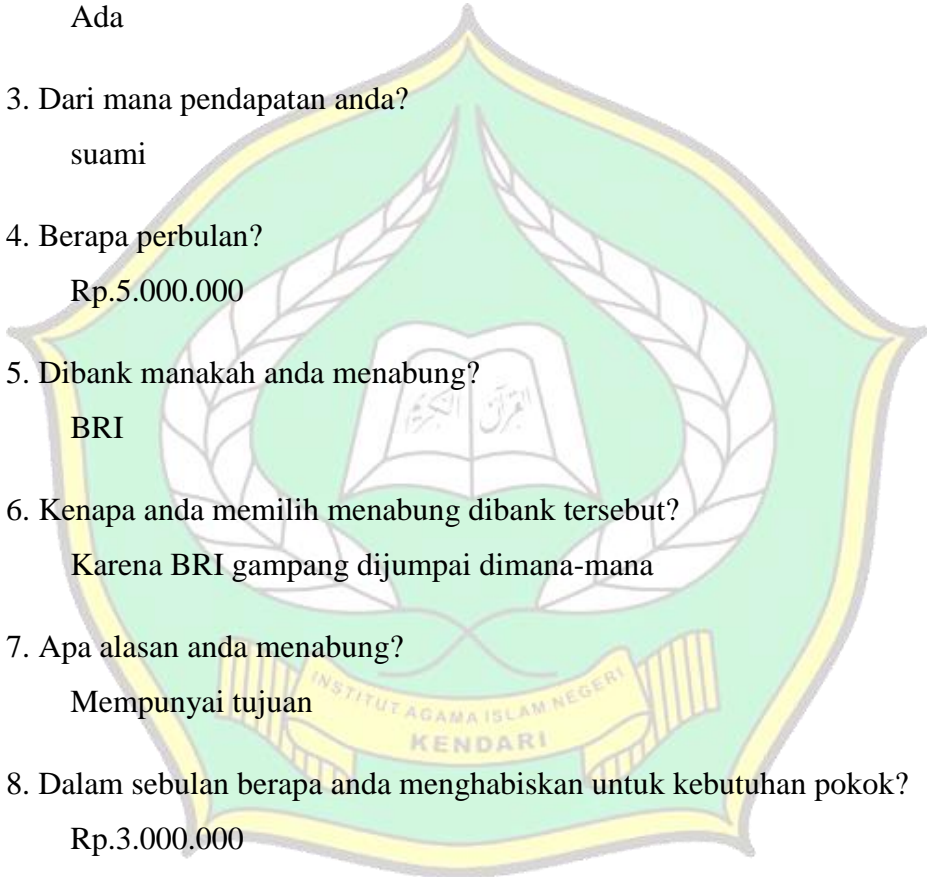 Ada
3. Dari mana pendapatan anda?
suami
4. Berapa perbulan?
Rp.5.000.000
5. Dibank manakah anda menabung?
القرآن الكريم
BRI
6. Kenapa anda memilih menabung dibank tersebut?
Karena BRI gampang dijumpai dimana-mana
7. Apa alasan anda menabung?
Mempunyai tujuan
INSTITUT AGAMA ISLAM NEGERI
KENDARI
8. Dalam sebulan berapa anda menghabiskan untuk kebutuhan pokok?
Rp.3.000.000